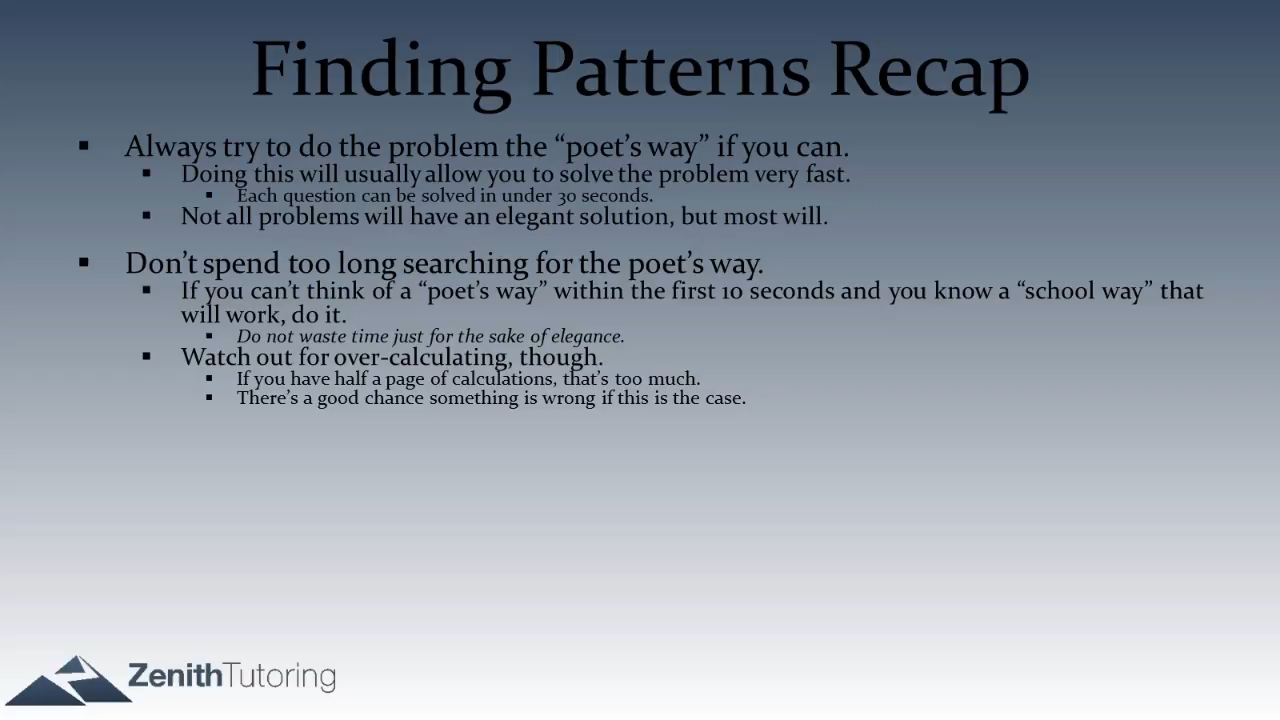 Finding Patterns Recap
▪ Always try to do the problem the “poet’s way” if you can.
▪ Doing this will usually allow you to solve the problem very fast.
▪ Each question can be solved in under 30 seconds.
▪ Not all problems will have an elegant solution, but most will.
▪ Don’t spend too long searching for the poet’s way.
▪ If you can’t think of a “poet’s way” within the first 10 seconds and you know a “school way” that
will work, do it.
▪ Do not waste time just for the sake of elegance.
▪ Watch out for over-calculating, though.
▪ If you have half a page of calculations, that’s too much.
▪ There’s a good chance something is wrong if this is the case.
ZenithTutoring